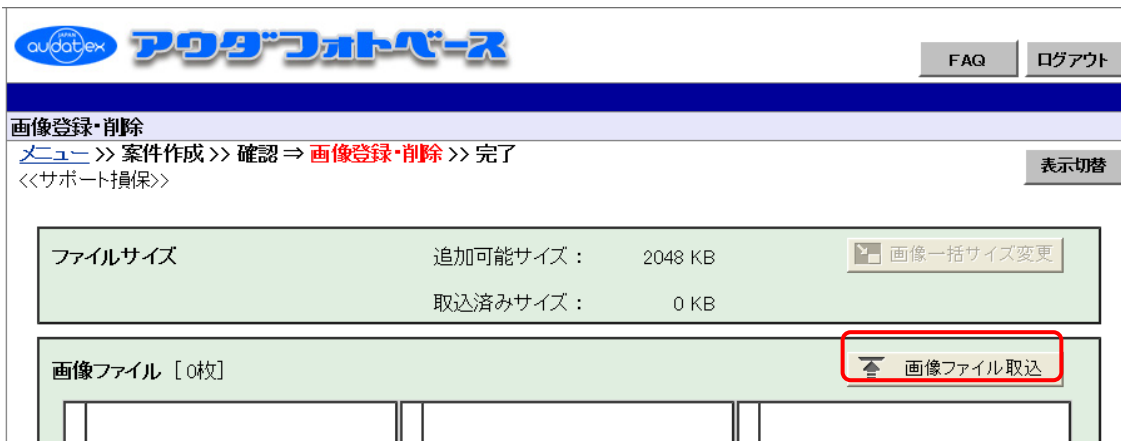 JAPAN
audatex アウダフォトベース
FAQ ログアウト
画像登録・削除
メニュー >> 案件作成 >> 確認 ⇒ 画像登録・削除 >> 完了
表示切替
<<サポート損保>>
ファイルサイズ 追加可能サイズ： 2048 KB 画像一括サイズ変更
取込済みサイズ： 0 KB
画像ファイル [0枚] 画像ファイル取込